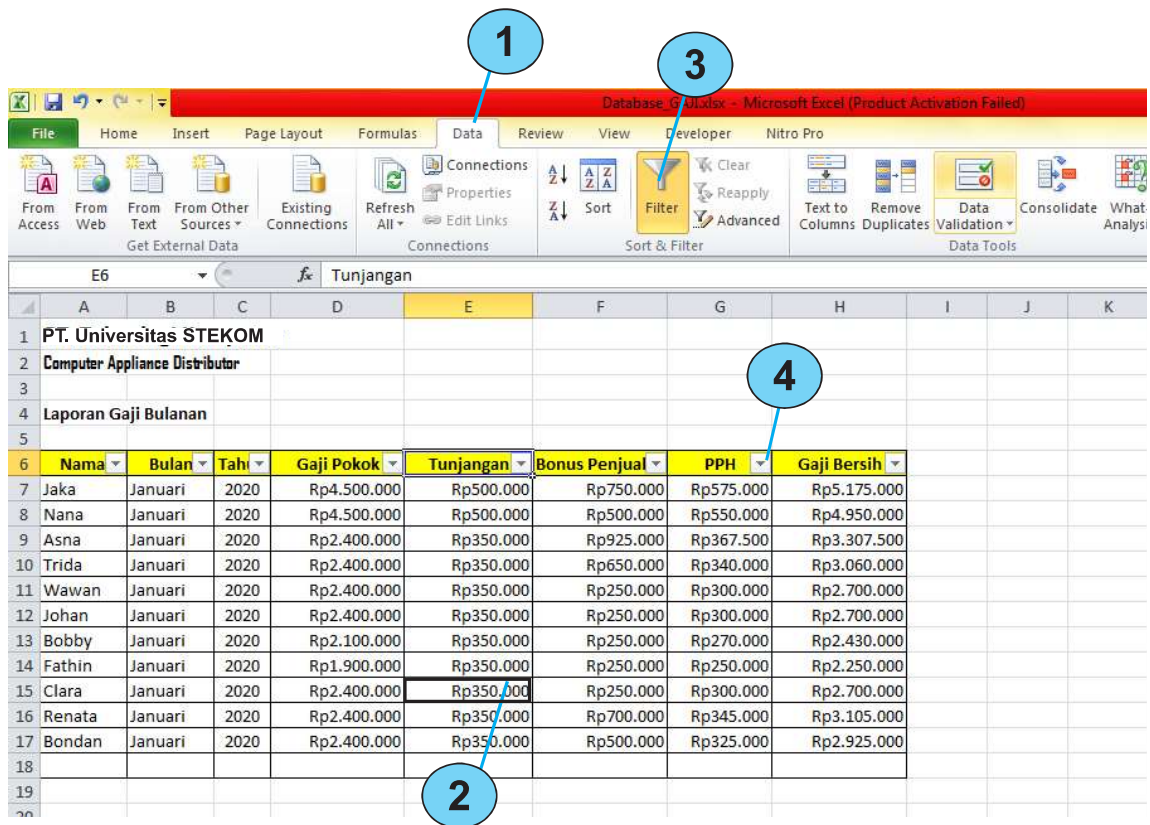 1
3
Database_GAJI.xlsx - Microsoft Excel (Product Activation Failed)
File Home Insert Page Layout Formulas Data Review View Developer Nitro Pro
From Access
From Web
From Text
From Other Sources
Existing Connections
Refresh All
Connections
Properties
Edit Links
Sort
Filter
Clear
Reapply
Advanced
Text to Columns
Remove Duplicates
Data Validation
Consolidate
What-
Analysi
Get External Data Connections Sort & Filter Data Tools
E6 fx Tunjangan
A B C D E F G H I J K
1 PT. Universitas STEKOM
2 Computer Appliance Distributor
3
4 Laporan Gaji Bulanan
4
5
6 Nama Bulan Tahu Gaji Pokok Tunjangan Bonus Penjual PPH Gaji Bersih
7 Jaka Januari 2020 Rp4.500.000 Rp500.000 Rp750.000 Rp575.000 Rp5.175.000
8 Nana Januari 2020 Rp4.500.000 Rp500.000 Rp500.000 Rp550.000 Rp4.950.000
9 Asna Januari 2020 Rp2.400.000 Rp350.000 Rp925.000 Rp367.500 Rp3.307.500
10 Trida Januari 2020 Rp2.400.000 Rp350.000 Rp650.000 Rp340.000 Rp3.060.000
11 Wawan Januari 2020 Rp2.400.000 Rp350.000 Rp250.000 Rp300.000 Rp2.700.000
12 Johan Januari 2020 Rp2.400.000 Rp350.000 Rp250.000 Rp300.000 Rp2.700.000
13 Bobby Januari 2020 Rp2.100.000 Rp350.000 Rp250.000 Rp270.000 Rp2.430.000
14 Fathin Januari 2020 Rp1.900.000 Rp350.000 Rp250.000 Rp250.000 Rp2.250.000
15 Clara Januari 2020 Rp2.400.000 Rp350.000 Rp250.000 Rp300.000 Rp2.700.000
16 Renata Januari 2020 Rp2.400.000 Rp350.000 Rp700.000 Rp345.000 Rp3.105.000
17 Bondan Januari 2020 Rp2.400.000 Rp350.000 Rp500.000 Rp325.000 Rp2.925.000
18
19
2
20